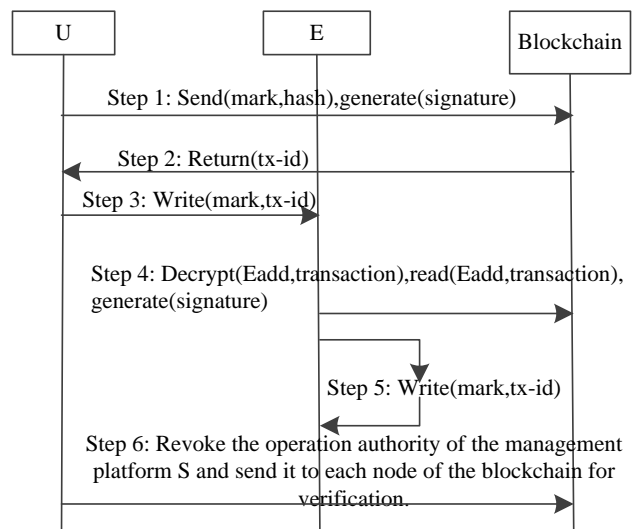 U
E
Blockchain
Step 1: Send(mark,hash),generate(signature)
Step 2: Return(tx-id)
Step 3: Write(mark,tx-id)
Step 4: Decrypt(Eadd,transaction),read(Eadd,transaction),
generate(signature)
Step 5: Write(mark,tx-id)
Step 6: Revoke the operation authority of the management
platform S and send it to each node of the blockchain for
verification.